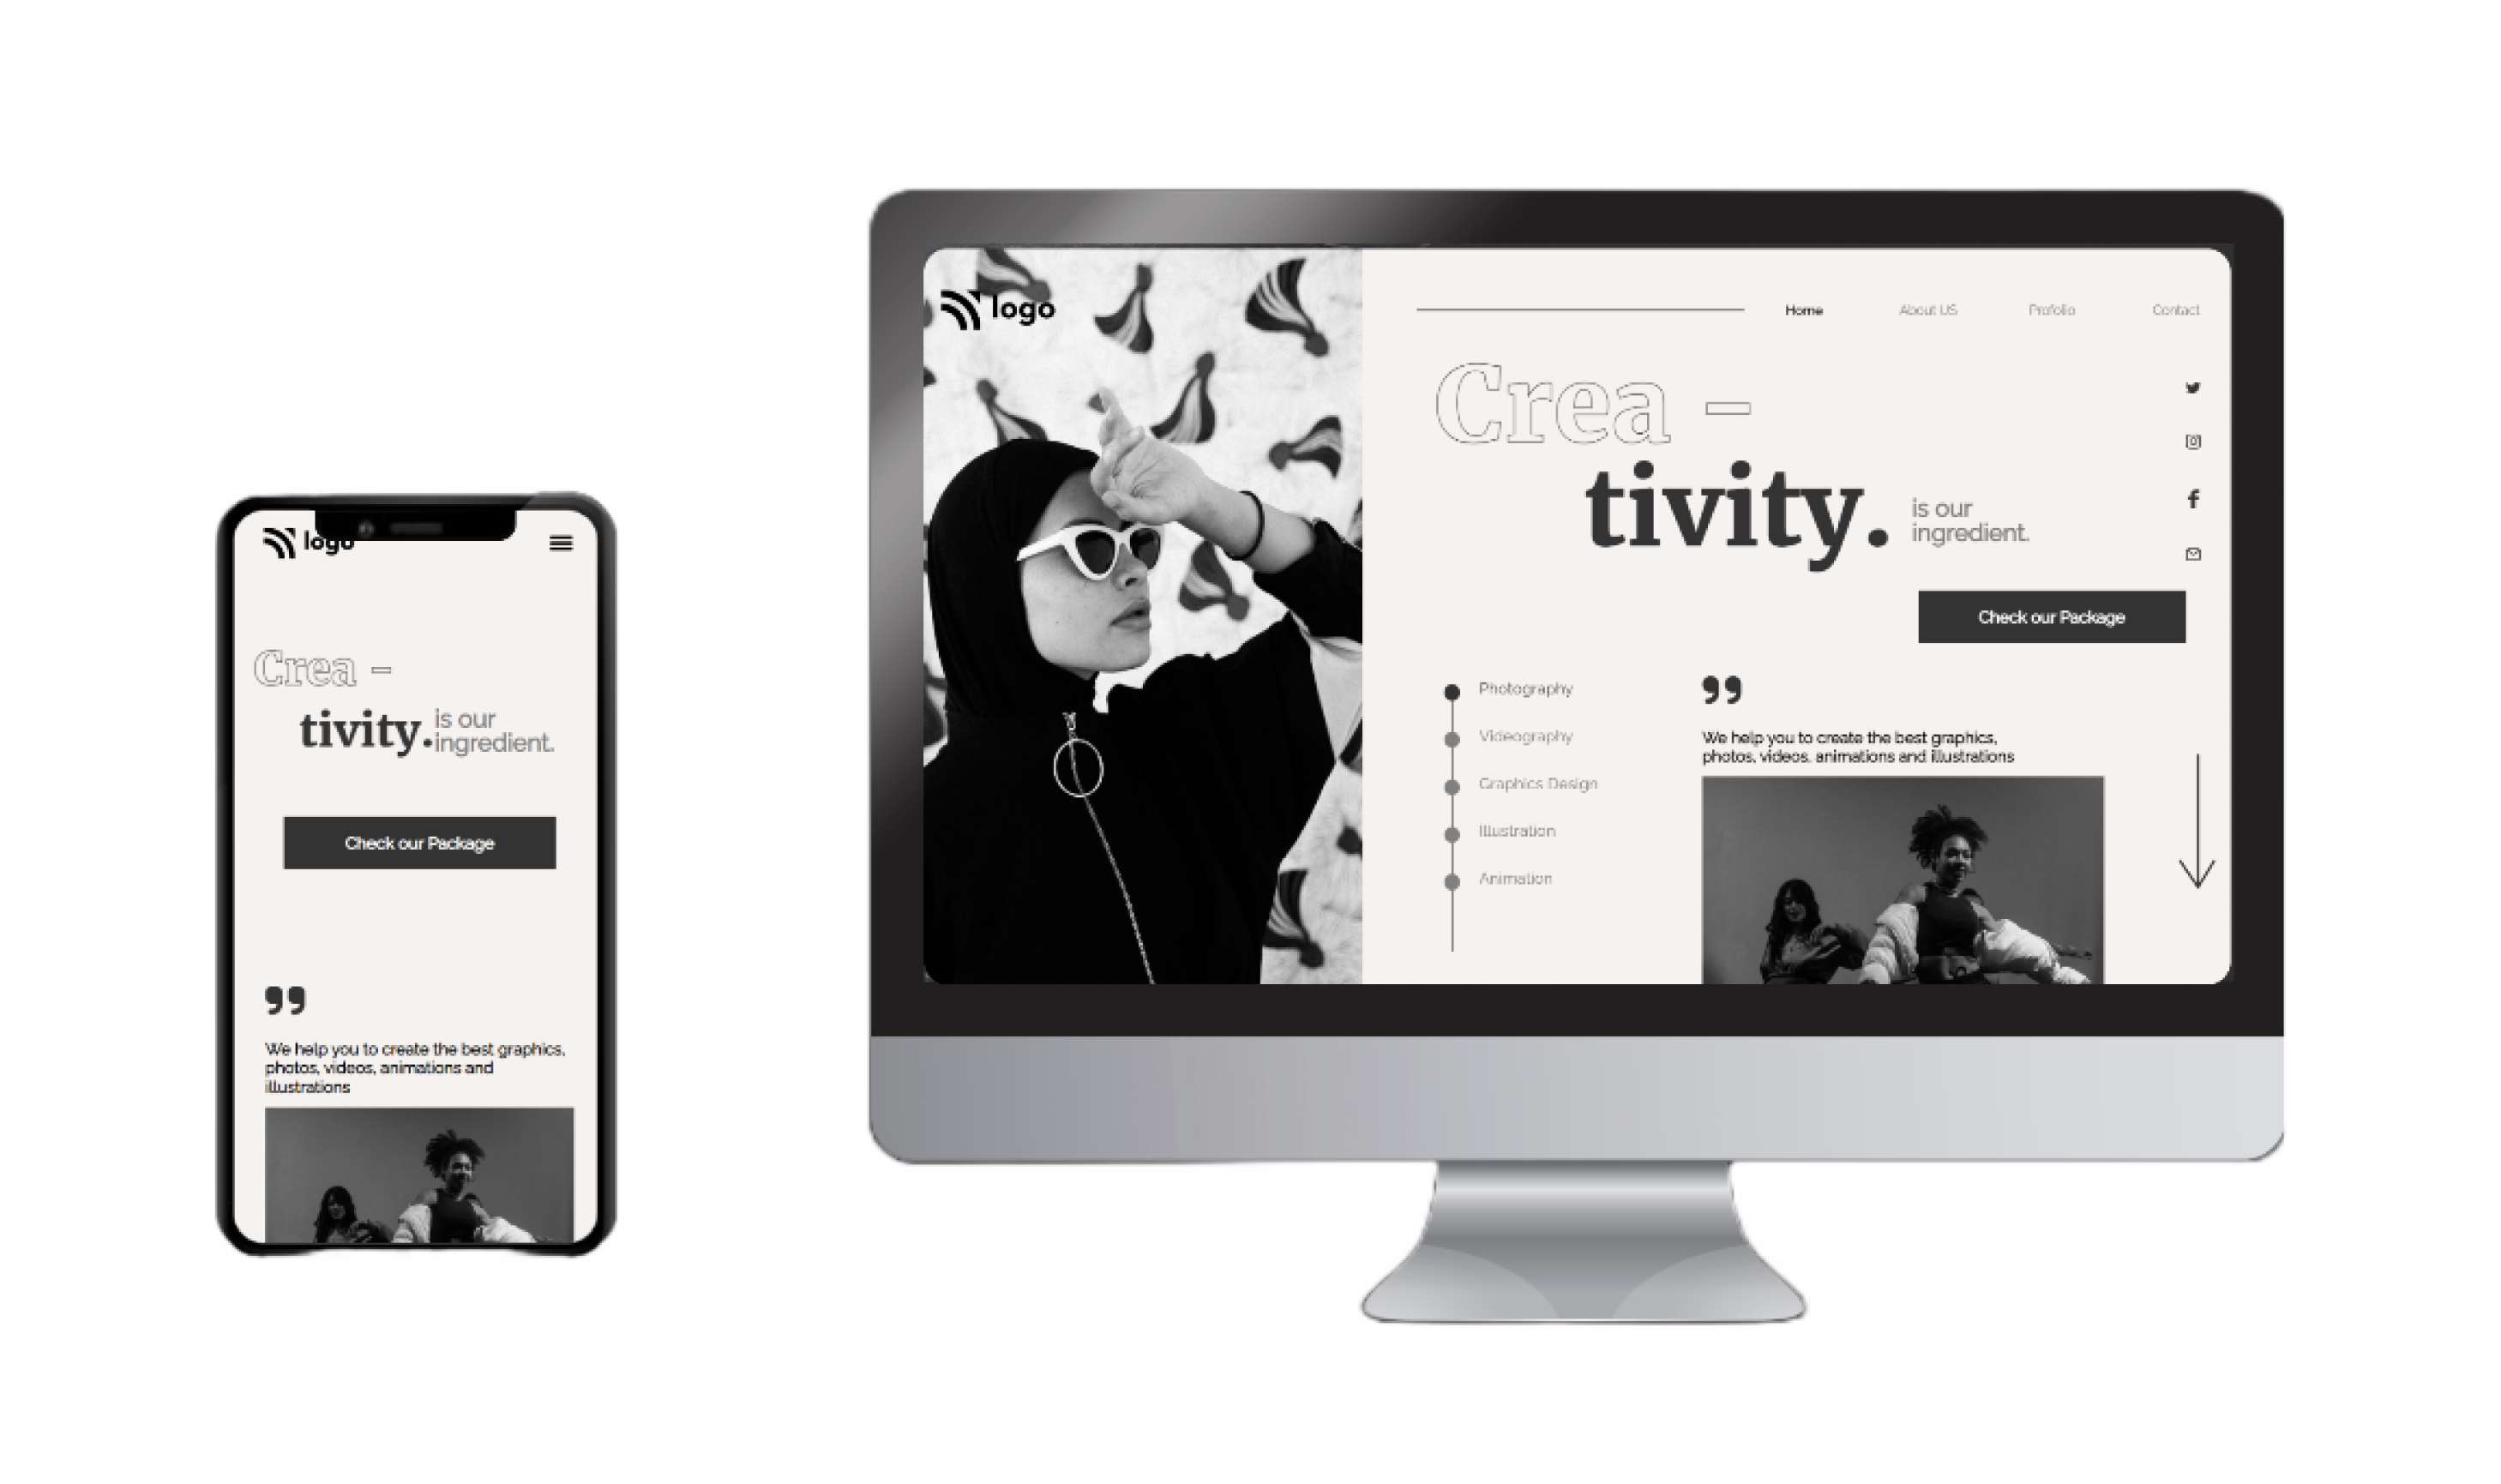 logo
Crea –
tivity.
is our
ingredient.
Check our Package
””
We help you to create the best graphics,
photos, videos, animations and
illustrations
logo
Home About US Profolio Contact
Crea –
tivity.
is our
ingredient.
Check our Package
Photography
Videography
Graphics Design
Illustration
Animation
””
We help you to create the best graphics,
photos, videos, animations and illustrations